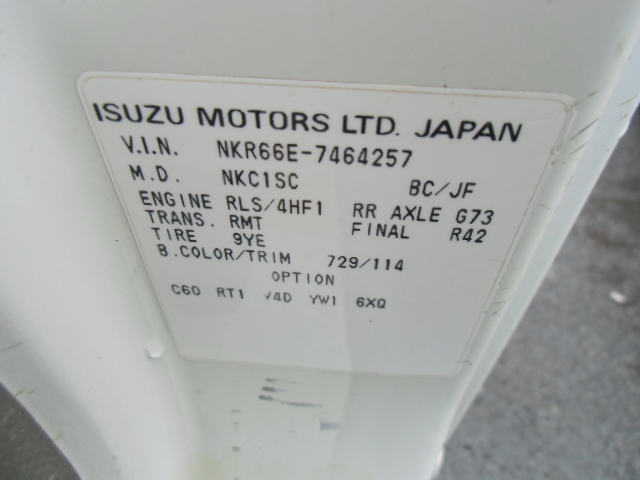 ISUZU MOTORS LTD. JAPAN
V.I.N. NKR66E-7464257
M.D. NKC1SC BC/JF
ENGINE RLS/4HF1 RR AXLE G73
TRANS. RMT FINAL R42
TIRE 9YE
B.COLOR/TRIM 729/114
OPTION
C60 RT1 V4D YW1 6XQ